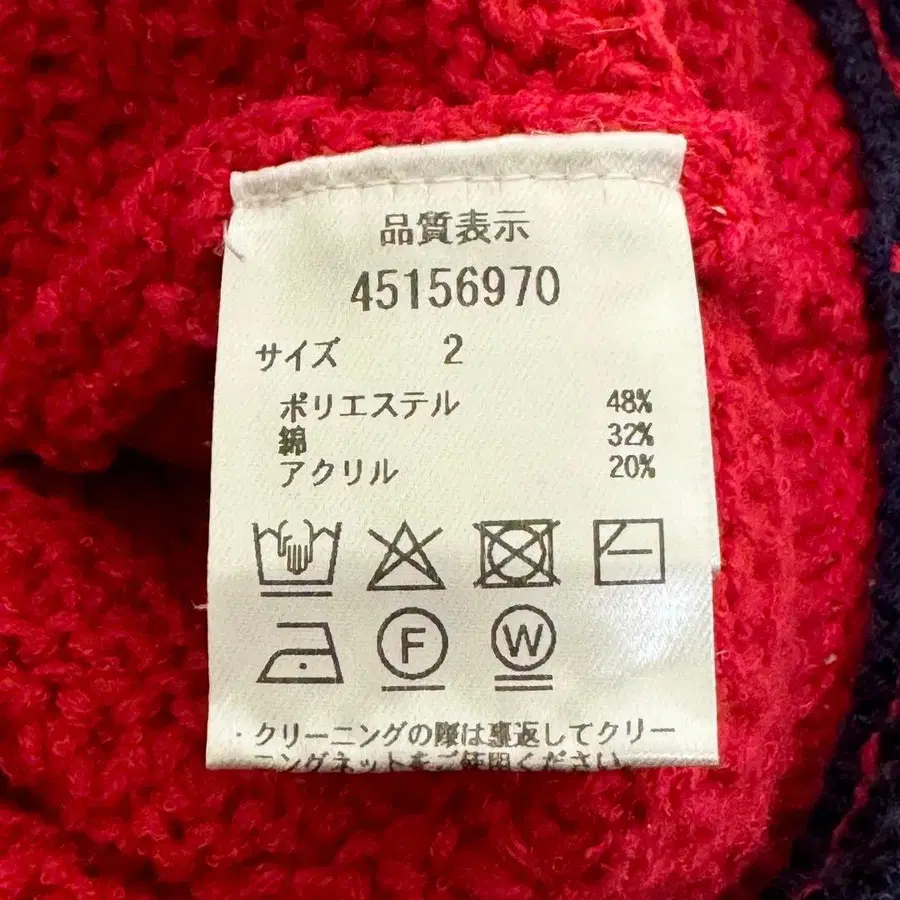 品質表示
45156970
サイズ 2
ポリエステル 48%
綿 32%
アクリル 20%
F W
・クリーニングの際は裏返してクリー
ニングネットをご使用ください。